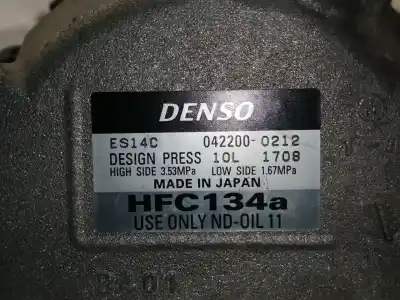 DENSO
ES14C 042200-0212
DESIGN PRESS 10L 1708
HIGH SIDE 3.53MPa LOW SIDE 1.67MPa
MADE IN JAPAN
HFC134a
USE ONLY ND-OIL 11